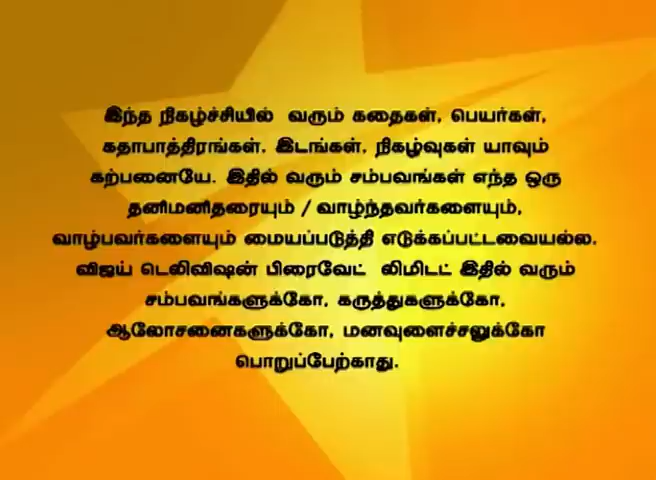 இந்த நிகழ்ச்சியில் வரும் கதைகள், பெயர்கள்,
கதாபாத்திரங்கள், இடங்கள், நிகழ்வுகள் யாவும்
கற்பனையே. இதில் வரும் சம்பவங்கள் எந்த ஒரு
தனிமனிதரையும் / வாழ்ந்தவர்களையும்,
வாழ்பவர்களையும் மையப்படுத்தி எடுக்கப்பட்டவையல்ல.
விஜய் டெலிவிஷன் பிரைவேட் லிமிடட் இதில் வரும்
சம்பவங்களுக்கோ, கருத்துகளுக்கோ,
ஆலோசனைகளுக்கோ, மனவுளைச்சலுக்கோ
பொறுப்பேற்காது.